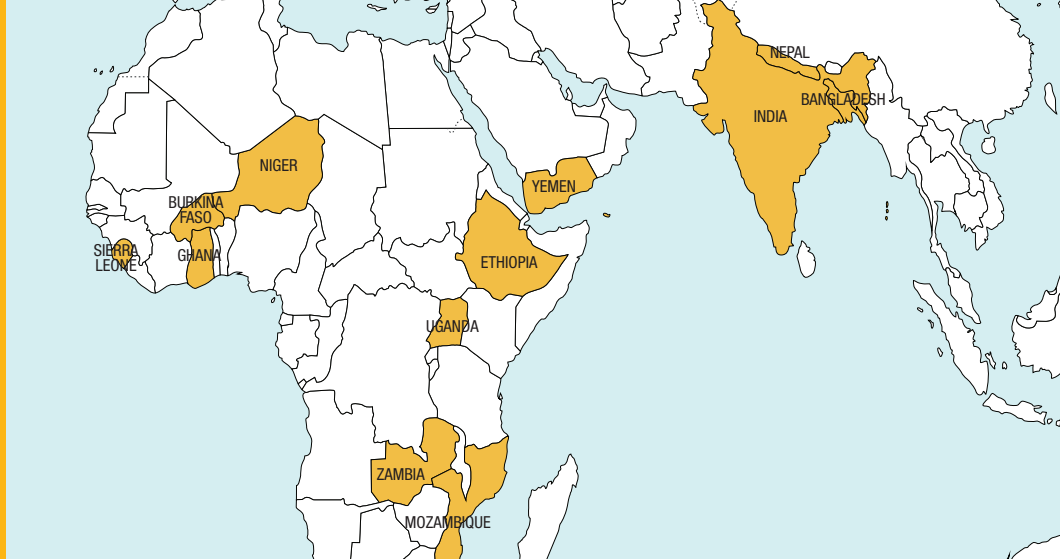 NEPAL
BANGLADESH
INDIA
NIGER
YEMEN
BURKINA
FASO
SIERRA
LEONE
GHANA
ETHIOPIA
UGANDA
ZAMBIA
MOZAMBIQUE